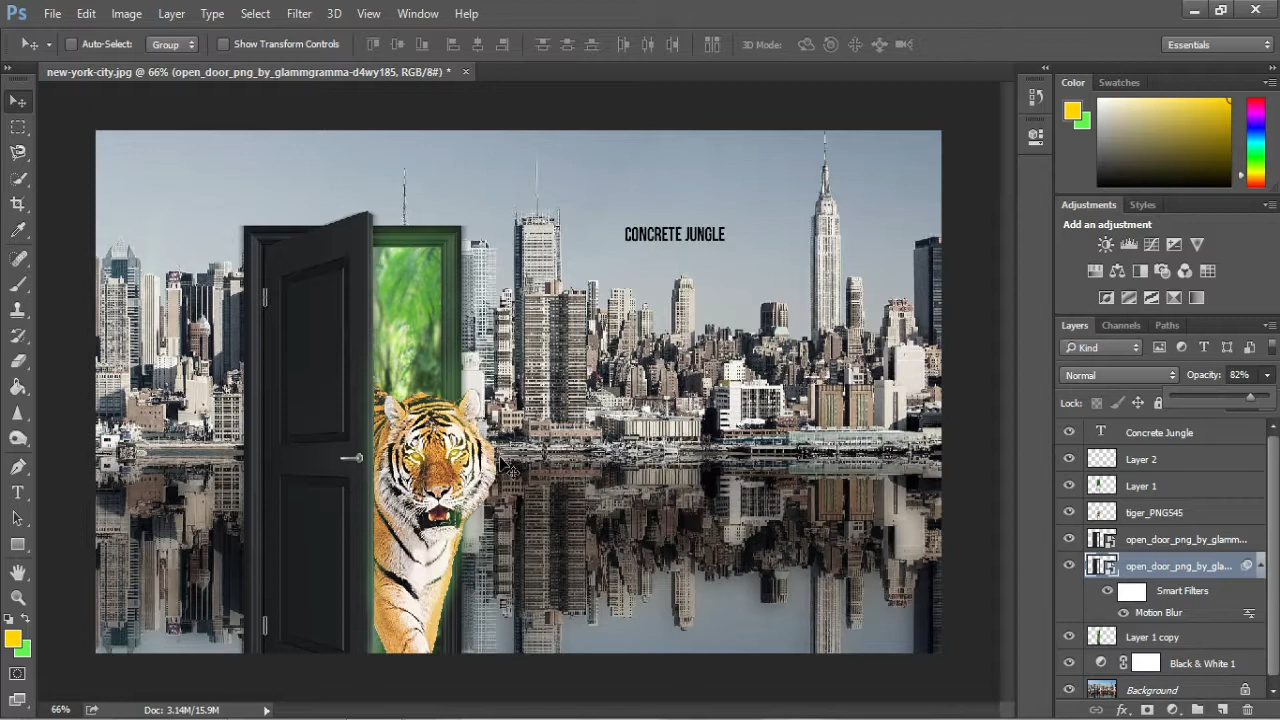 Ps File Edit Image Layer Type Select Filter 3D View Window Help
Auto-Select: Group Show Transform Controls 3D Mode: Essentials
new-york-city.jpg @ 66% (open_door_png_by_glammgramma-d4wy185, RGB/8#) * ×
Color Swatches
Adjustments Styles
Add an adjustment
CONCRETE JUNGLE
Layers Channels Paths
Kind
Normal Opacity: 82%
Lock:
Concrete Jungle
Layer 2
Layer 1
tiger_PNG545
open_door_png_by_glamm...
open_door_png_by_gla...
Smart Filters
Motion Blur
Layer 1 copy
Black & White 1
Background
66% Doc: 3.14M/15.9M